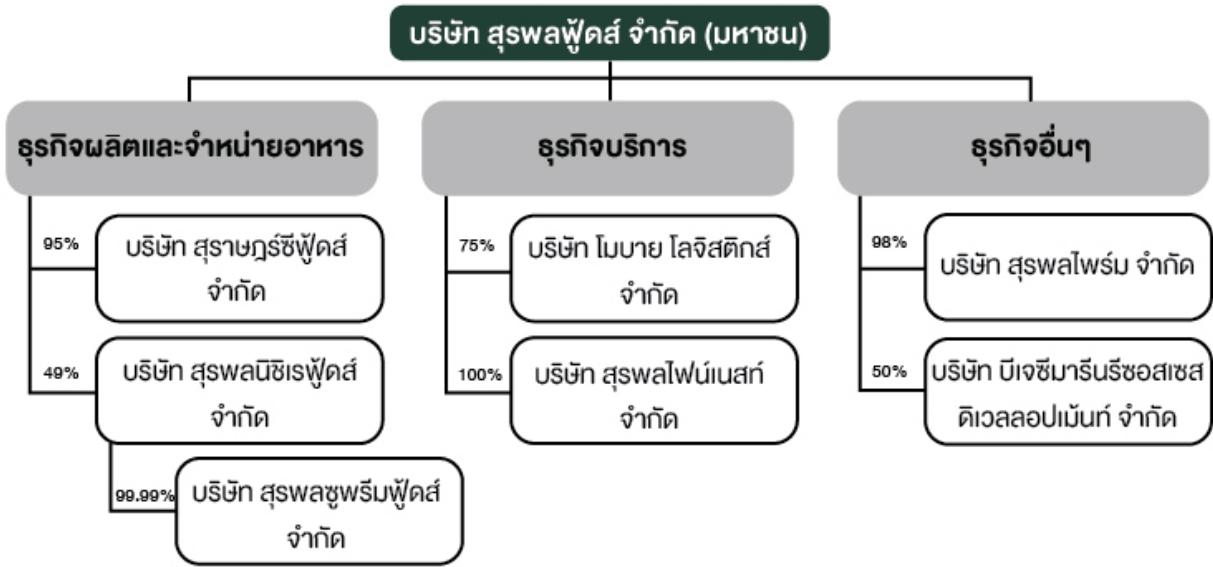 บริษัท สุรพลฟู้ดส์ จำกัด (มหาชน)
ธุรกิจผลิตและจำหน่ายอาหาร
95%
บริษัท สุราษฎร์ซีฟู้ดส์
จำกัด
49%
บริษัท สุรพลนิชิเรฟู้ดส์
จำกัด
99.99%
บริษัท สุรพลซูพรีมฟู้ดส์
จำกัด
ธุรกิจบริการ
75%
บริษัท โมบาย โลจิสติกส์
จำกัด
100%
บริษัท สุรพลไฟน์เนสท์
จำกัด
ธุรกิจอื่นๆ
98%
บริษัท สุรพลไพร์ม จำกัด
50%
บริษัท บีเจซีมารีนรีซอสเซส
ดิเวลลอปเม้นท์ จำกัด